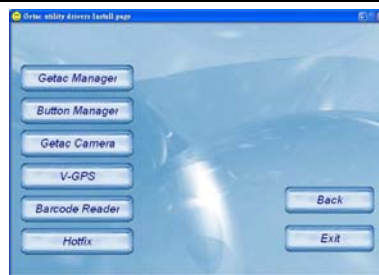 Getac utility drivers Install page
Getac Manager
Button Manager
Getac Camera
V-GPS
Barcode Reader
Hotfix
Back
Exit